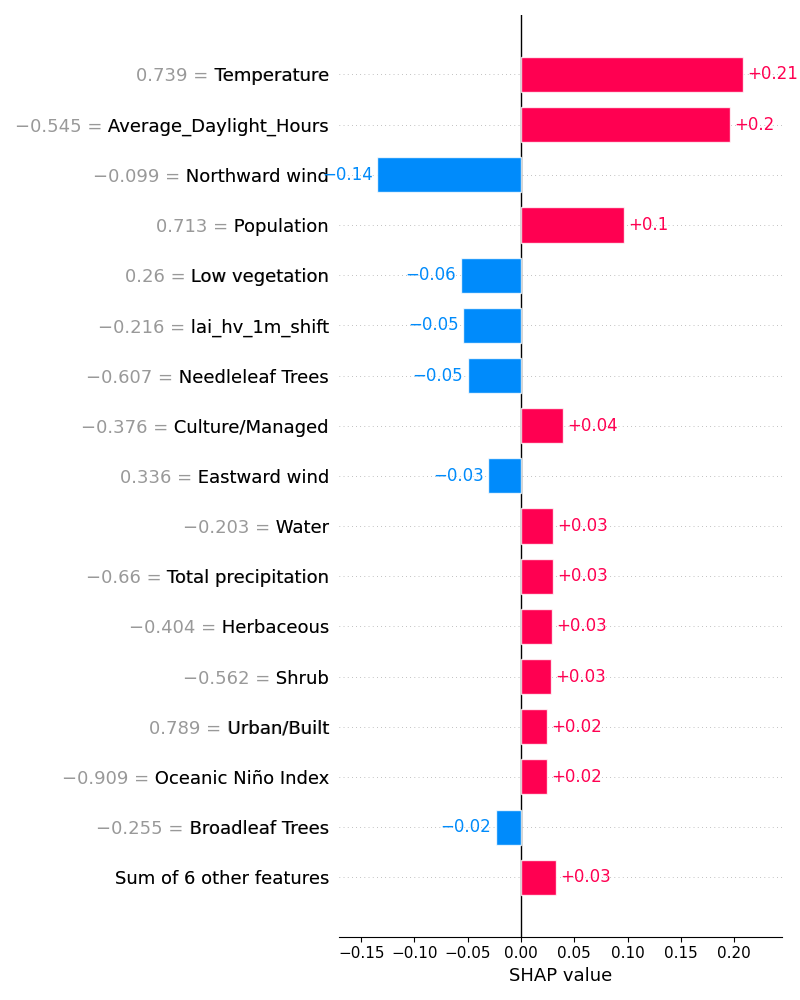 0.739 = Temperature +0.21
−0.545 = Average_Daylight_Hours +0.2
−0.099 = Northward wind −0.14
0.713 = Population +0.1
0.26 = Low vegetation −0.06
−0.216 = lai_hv_1m_shift −0.05
−0.607 = Needleleaf Trees −0.05
−0.376 = Culture/Managed +0.04
0.336 = Eastward wind −0.03
−0.203 = Water +0.03
−0.66 = Total precipitation +0.03
−0.404 = Herbaceous +0.03
−0.562 = Shrub +0.03
0.789 = Urban/Built +0.02
−0.909 = Oceanic Niño Index +0.02
−0.255 = Broadleaf Trees −0.02
Sum of 6 other features +0.03
−0.15 −0.10 −0.05 0.00 0.05 0.10 0.15 0.20
SHAP value